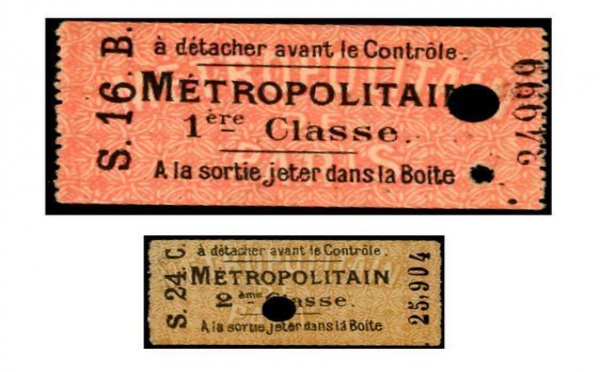 S. 16. B.
à détacher avant le Contrôle.
MÉTROPOLITAIN
1ère Classe.
A la sortie jeter dans la Boite
S. 24. C.
à détacher avant le Contrôle.
MÉTROPOLITAIN
2ème Classe.
A la sortie jeter dans la Boite
25,904